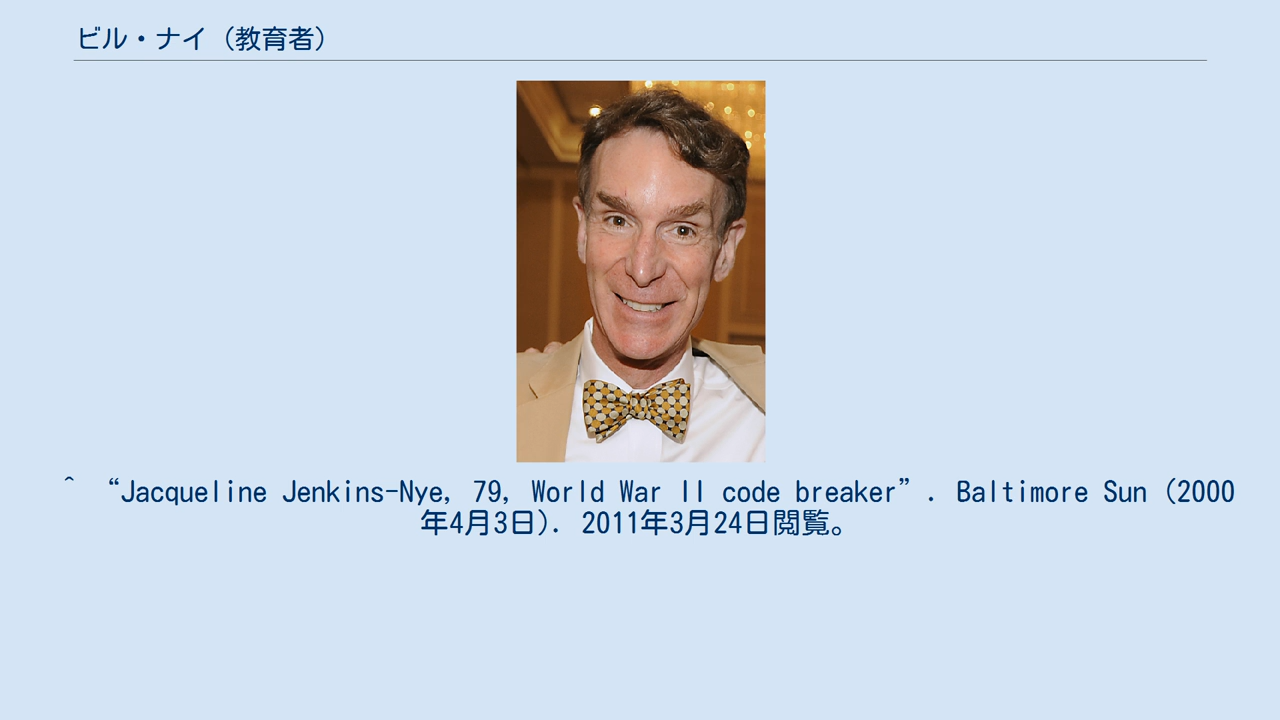 ビル・ナイ (教育者)
^ “Jacqueline Jenkins-Nye, 79, World War II code breaker”. Baltimore Sun (2000
年4月3日). 2011年3月24日閲覧。